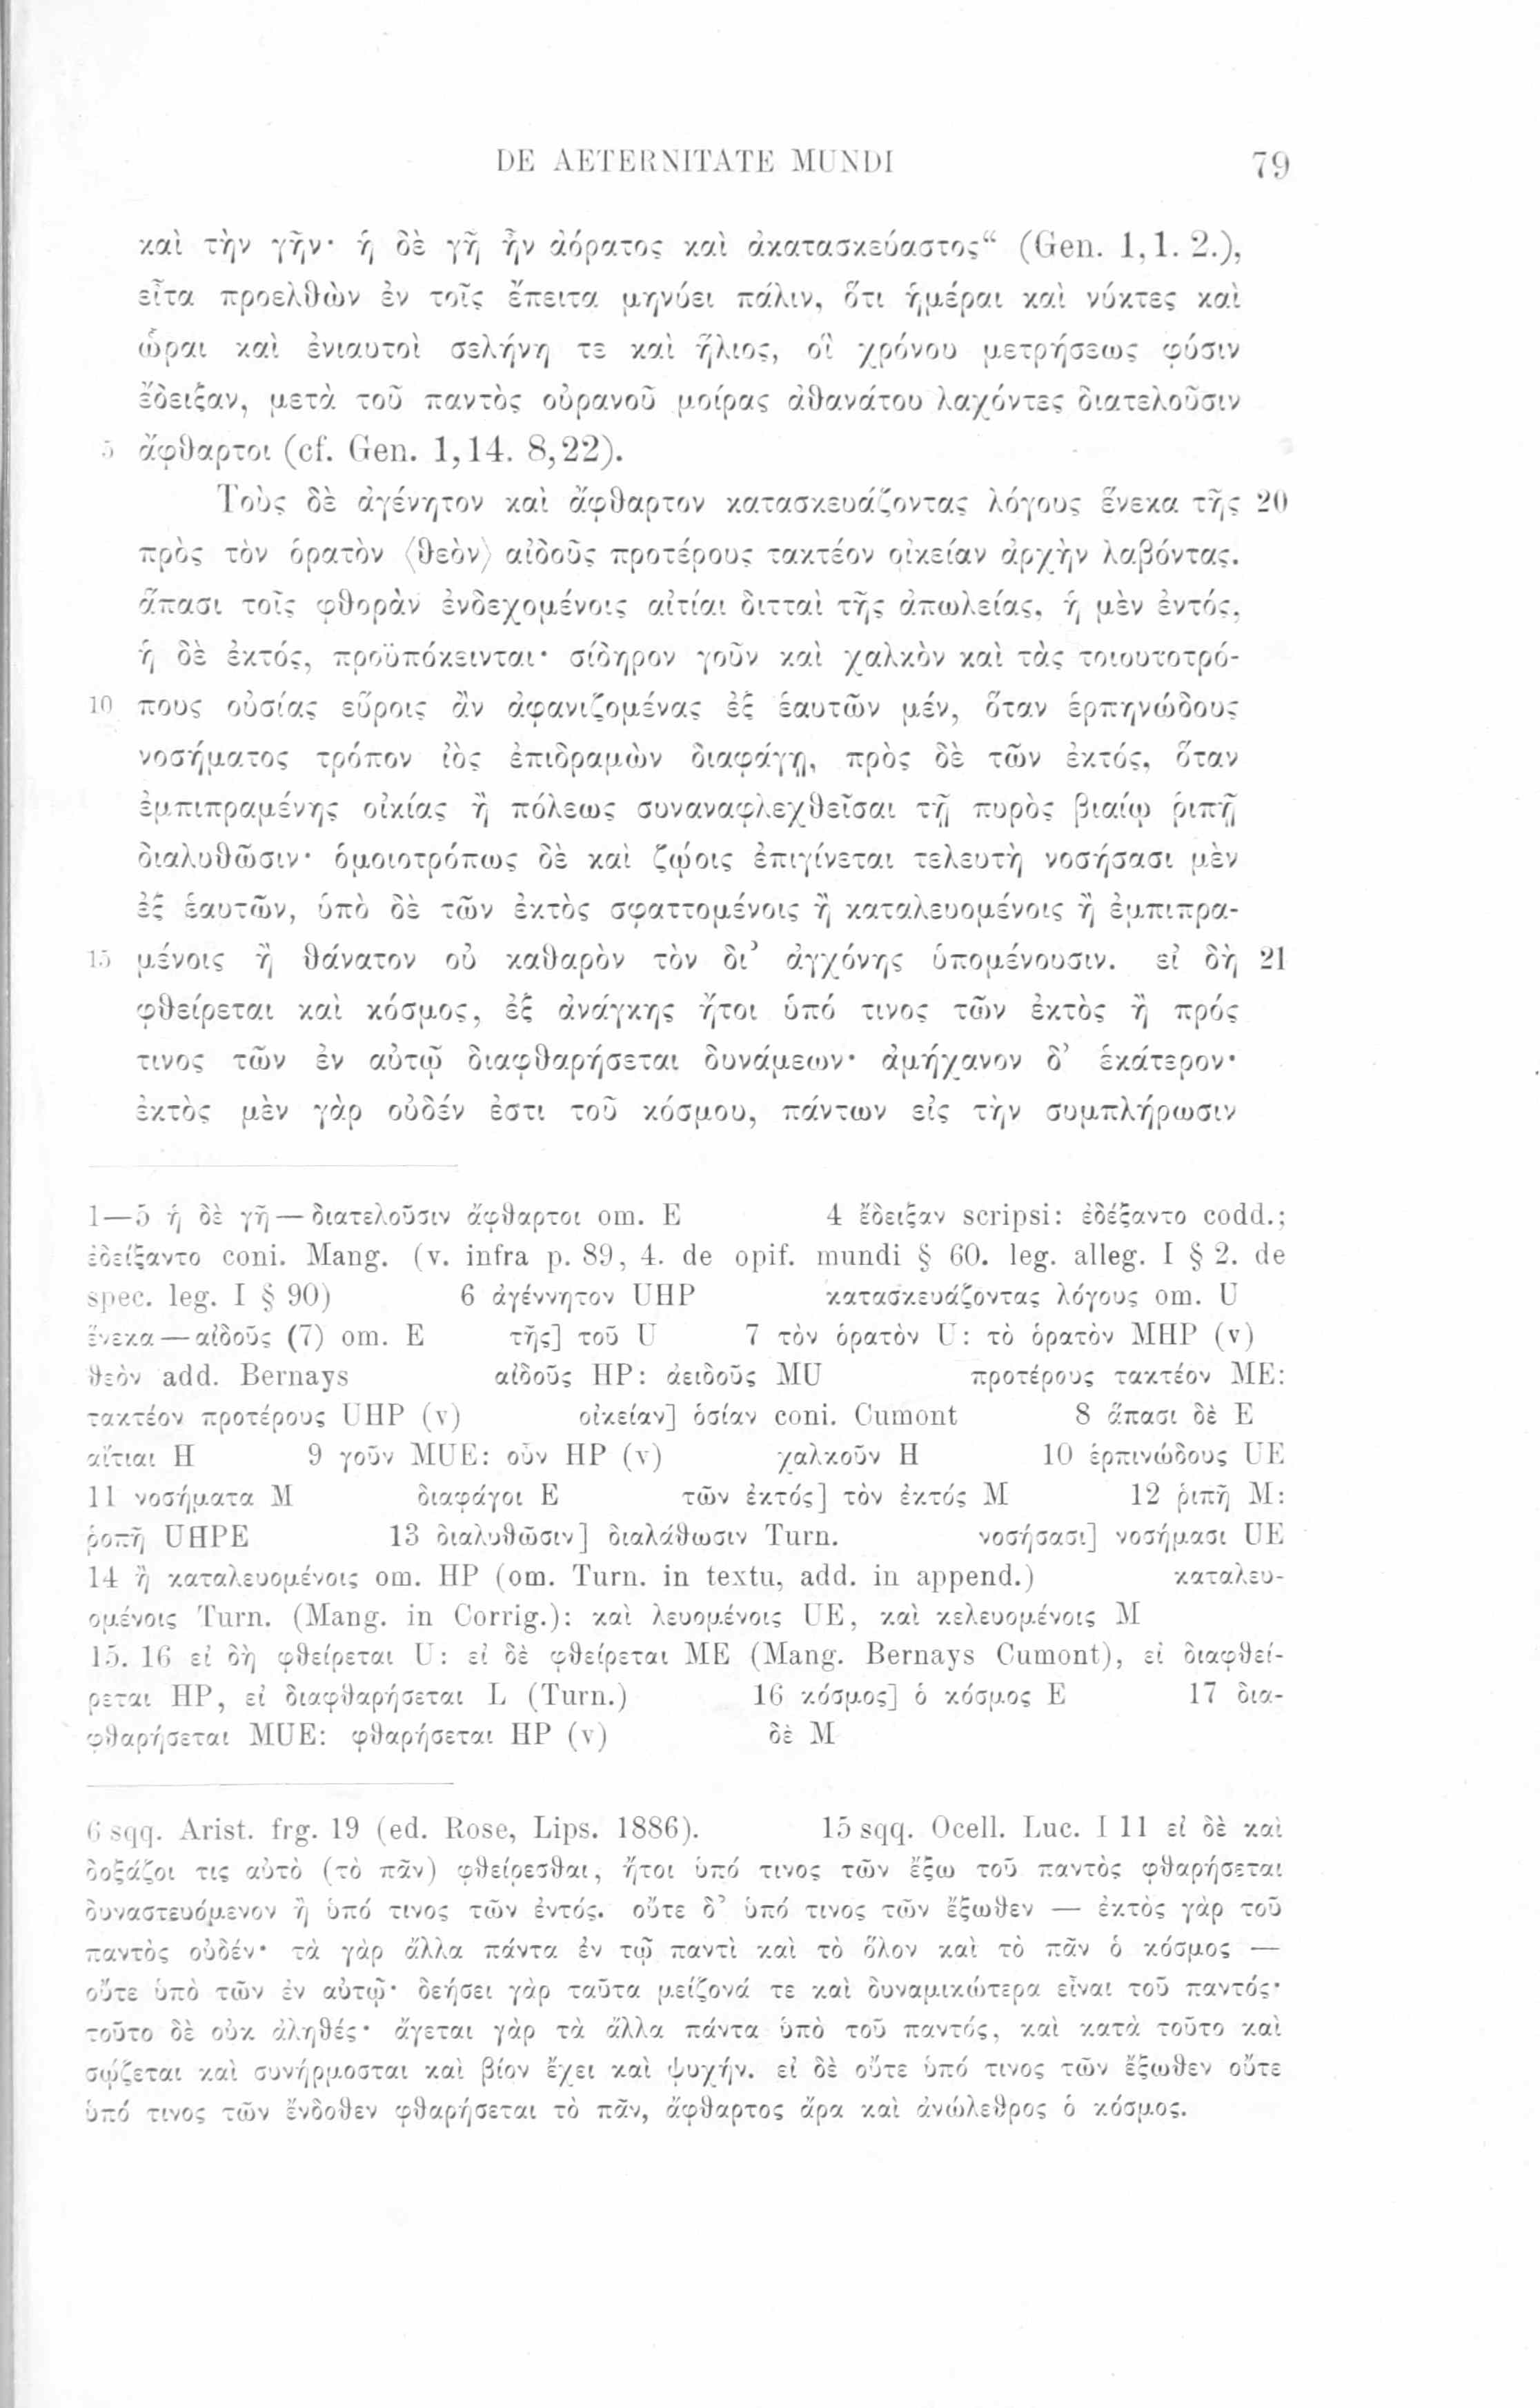 DE AETERNITATE MUNDI 79
καὶ τὴν γῆν· ἡ δὲ γῆ ἦν ἀόρατος καὶ ἀκατασκεύαστος“ (Gen. 1,1. 2.),
εἶτα προελθὼν ἐν τοῖς ἔπειτα μηνύει πάλιν, ὅτι ἡμέραι καὶ νύκτες καὶ
ὧραι καὶ ἐνιαυτοὶ σελήνη τε καὶ ἥλιος, οἳ χρόνου μετρήσεως φύσιν
ἔδειξαν, μετὰ τοῦ παντὸς οὐρανοῦ μοίρας ἀθανάτου λαχόντες διατελοῦσιν
5 ἄφθαρτοι (cf. Gen. 1,14. 8,22).
Τοὺς δὲ ἀγένητον καὶ ἄφθαρτον κατασκευάζοντας λόγους ἕνεκα τῆς 20
πρὸς τὸν ὁρατὸν ⟨θεὸν⟩ αἰδοῦς προτέρους τακτέον οἰκείαν ἀρχὴν λαβόντας.
ἅπασι τοῖς φθορὰν ἐνδεχομένοις αἰτίαι διτταὶ τῆς ἀπωλείας, ἡ μὲν ἐντός,
ἡ δὲ ἐκτός, προϋπόκεινται· σίδηρον γοῦν καὶ χαλκὸν καὶ τὰς τοιουτοτρό-
10 πους οὐσίας εὕροις ἂν ἀφανιζομένας ἐξ ἑαυτῶν μέν, ὅταν ἑρπηνώδους
νοσήματος τρόπον ἰὸς ἐπιδραμὼν διαφάγῃ, πρὸς δὲ τῶν ἐκτός, ὅταν
ἐμπιπραμένης οἰκίας ἢ πόλεως συναναφλεχθεῖσαι τῇ πυρὸς βιαίῳ ῥιπῇ
διαλυθῶσιν· ὁμοιοτρόπως δὲ καὶ ζῴοις ἐπιγίνεται τελευτὴ νοσήσασι μὲν
ἐξ ἑαυτῶν, ὑπὸ δὲ τῶν ἐκτὸς σφαττομένοις ἢ καταλευομένοις ἢ ἐμπιπρα-
15 μένοις ἢ θάνατον οὐ καθαρὸν τὸν δι’ ἀγχόνης ὑπομένουσιν. εἰ δὴ 21
φθείρεται καὶ κόσμος, ἐξ ἀνάγκης ἤτοι ὑπό τινος τῶν ἐκτὸς ἢ πρός
τινος τῶν ἐν αὐτῷ διαφθαρήσεται δυνάμεων· ἀμήχανον δ’ ἑκάτερον·
ἐκτὸς μὲν γὰρ οὐδέν ἐστι τοῦ κόσμου, πάντων εἰς τὴν συμπλήρωσιν
1—5 ἡ δὲ γῆ — διατελοῦσιν ἄφθαρτοι om. E 4 ἔδειξαν scripsi: ἐδέξαντο codd.;
ἐδείξαντο coni. Mang. (v. infra p. 89, 4. de opif. mundi § 60. leg. alleg. I § 2. de
spec. leg. I § 90) 6 ἀγέννητον UHP κατασκευάζοντας λόγους om. U
ἕνεκα — αἰδοῦς (7) om. E τῆς] τοῦ U 7 τὸν ὁρατὸν U: τὸ ὁρατὸν MHP (v)
θεὸν add. Bernays αἰδοῦς HP: ἀειδοῦς MU προτέρους τακτέον ME:
τακτέον προτέρους UHP (v) οἰκείαν] ὁσίαν coni. Cumont 8 ἅπασι δὲ E
αἴτιαι H 9 γοῦν MUE: οὖν HP (v) χαλκοῦν H 10 ἑρπινώδους UE
11 νοσήματα M διαφάγοι E τῶν ἐκτός] τὸν ἐκτός M 12 ῥιπῆ M:
ῥοπῆ UHPE 13 διαλυθῶσιν] διαλάθωσιν Turn. νοσήσασι] νοσήμασι UE
14 ἢ καταλευομένοις om. HP (om. Turn. in textu, add. in append.) καταλευ-
ομένοις Turn. (Mang. in Corrig.): καὶ λευομένοις UE, καὶ κελευομένοις M
15. 16 εἰ δὴ φθείρεται U: εἰ δὲ φθείρεται ME (Mang. Bernays Cumont), εἰ διαφθεί-
ρεται HP, εἰ διαφθαρήσεται L (Turn.) 16 κόσμος] ὁ κόσμος E 17 δια-
φθαρήσεται MUE: φθαρήσεται HP (v) δὲ M
6 sqq. Arist. frg. 19 (ed. Rose, Lips. 1886). 15 sqq. Ocell. Luc. I 11 εἰ δὲ καὶ
δοξάζοι τις αὐτὸ (τὸ πᾶν) φθείρεσθαι, ἤτοι ὑπό τινος τῶν ἔξω τοῦ παντὸς φθαρήσεται
δυναστευόμενον ἢ ὑπό τινος τῶν ἐντός. οὔτε δ’ ὑπό τινος τῶν ἔξωθεν — ἐκτὸς γὰρ τοῦ
παντὸς οὐδέν· τὰ γὰρ ἄλλα πάντα ἐν τῷ παντὶ καὶ τὸ ὅλον καὶ τὸ πᾶν ὁ κόσμος —
οὔτε ὑπὸ τῶν ἐν αὐτῷ· δεήσει γὰρ ταῦτα μείζονά τε καὶ δυναμικώτερα εἶναι τοῦ παντός·
τοῦτο δὲ οὐκ ἀληθές· ἄγεται γὰρ τὰ ἄλλα πάντα ὑπὸ τοῦ παντός, καὶ κατὰ τοῦτο καὶ
σῴζεται καὶ συνήρμοσται καὶ βίον ἔχει καὶ ψυχήν. εἰ δὲ οὔτε ὑπό τινος τῶν ἔξωθεν οὔτε
ὑπό τινος τῶν ἔνδοθεν φθαρήσεται τὸ πᾶν, ἄφθαρτος ἄρα καὶ ἀνώλεθρος ὁ κόσμος.